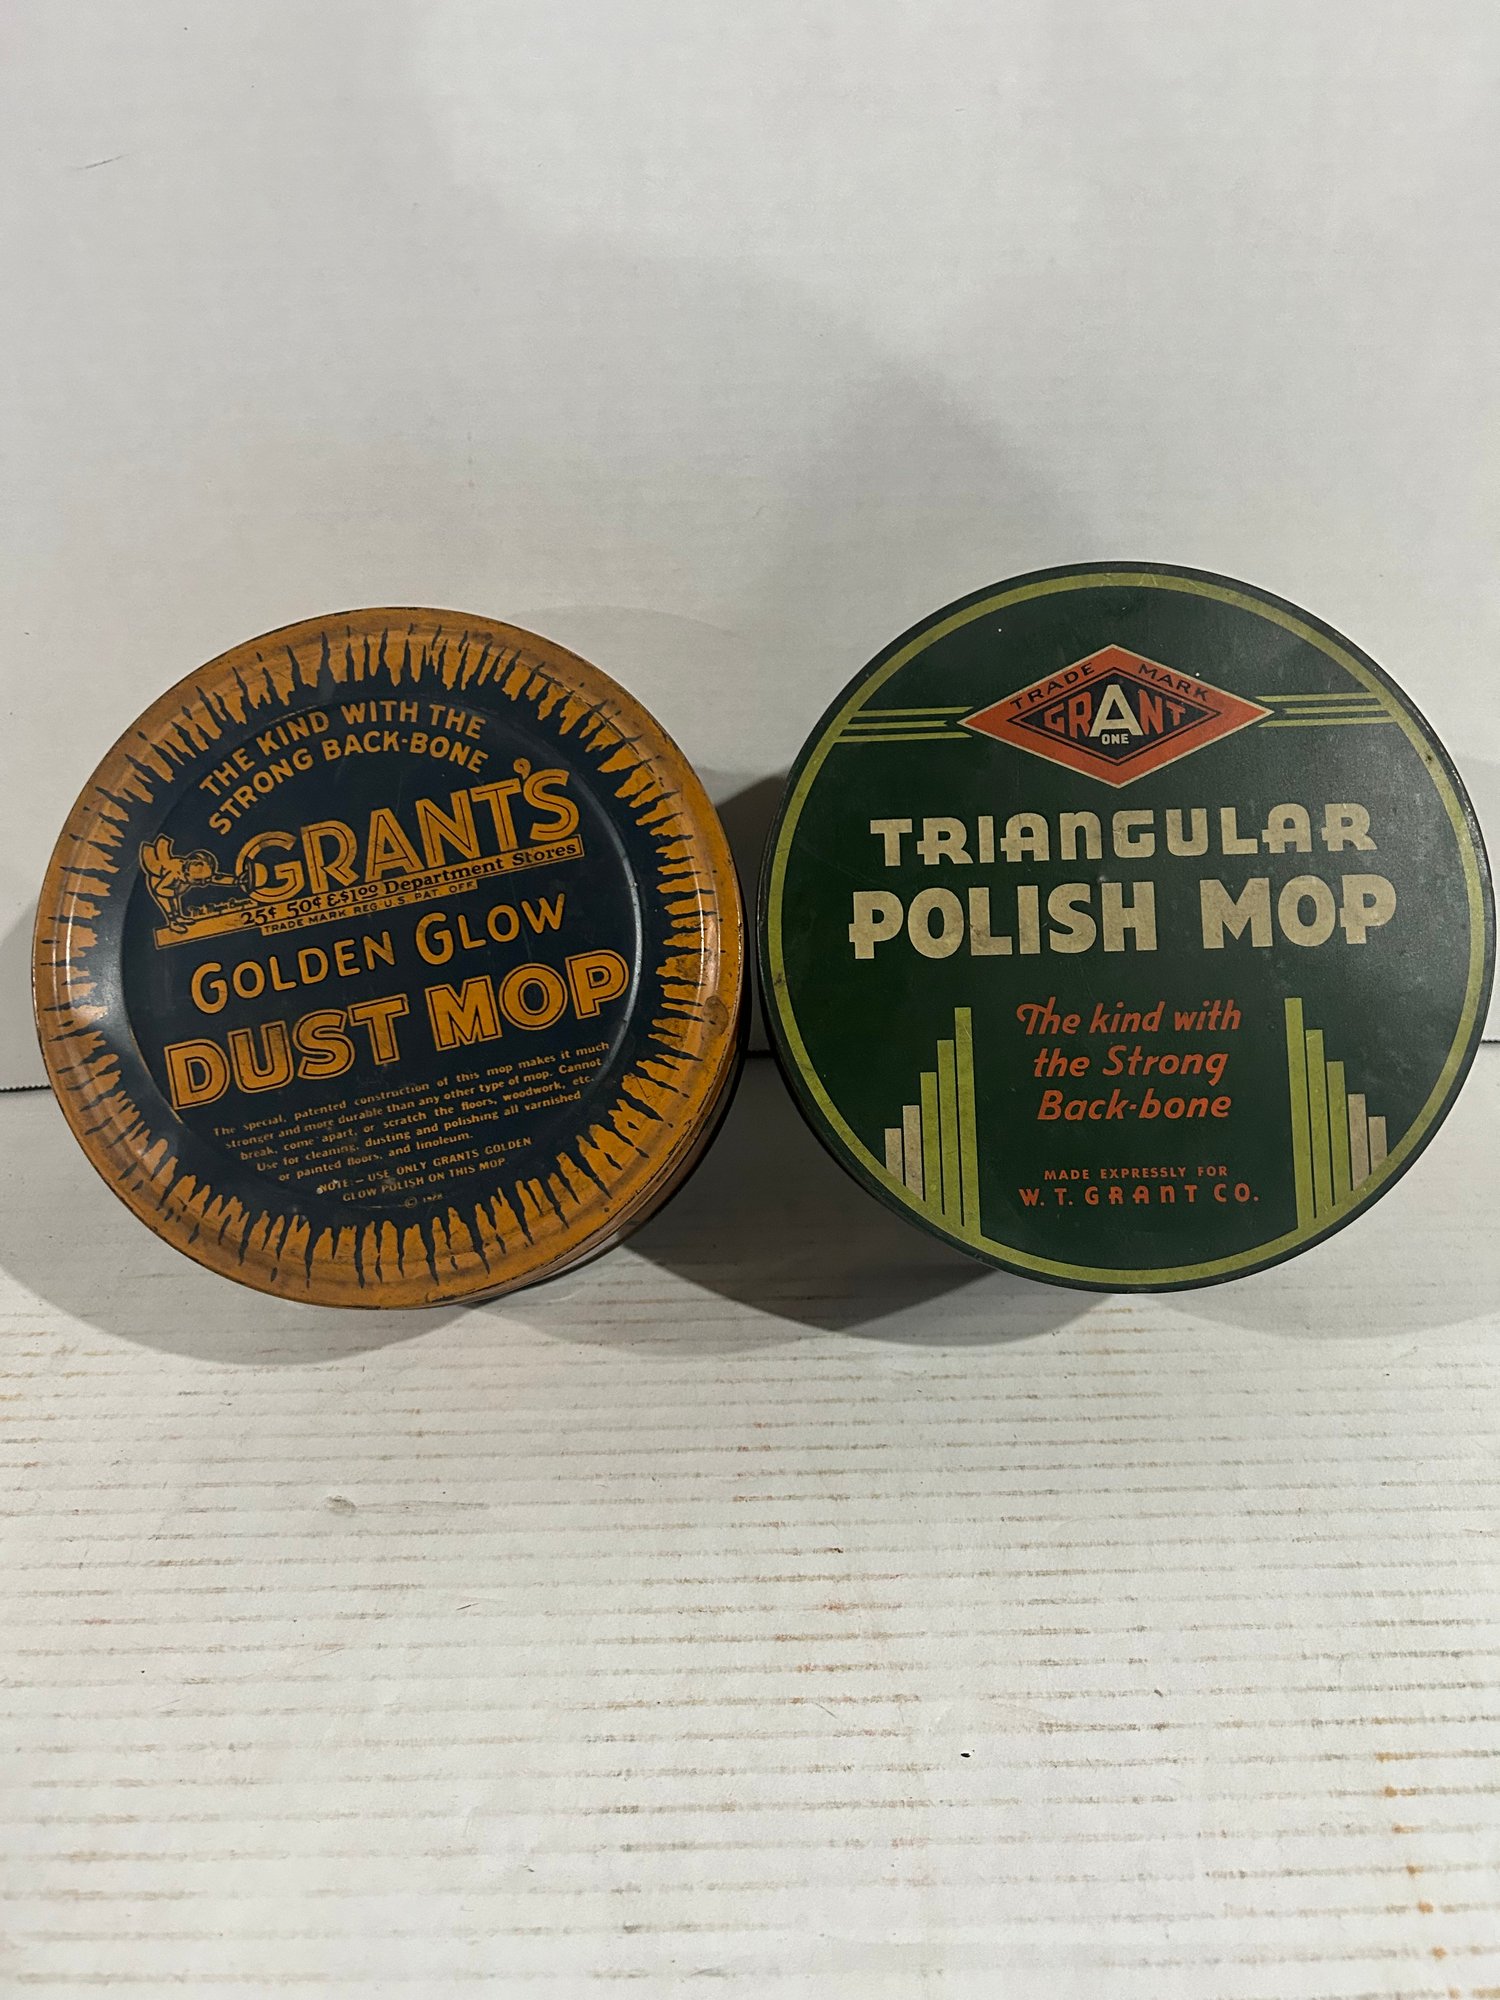 THE KIND WITH THE
STRONG BACK-BONE
GRANT'S
25¢ 50¢ & $1.00 Department Stores
TRADE MARK REG. U.S. PAT. OFF.
GOLDEN GLOW
DUST MOP
The special, patented construction of this mop makes it much
stronger and more durable than any other type of mop. Cannot
break, come apart, or scratch the floors, woodwork, etc.
Use for cleaning, dusting and polishing all varnished
or painted floors, and linoleum.
NOTE:- USE ONLY GRANTS GOLDEN
GLOW POLISH ON THIS MOP
TRADE MARK
GRANT
ONE
TRIANGULAR
POLISH MOP
The kind with
the Strong
Back-bone
MADE EXPRESSLY FOR
W. T. GRANT CO.